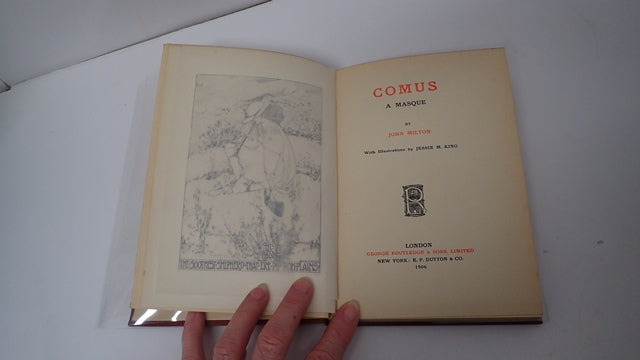 COMUS
A MASQUE
BY
JOHN MILTON
With Illustrations by JESSIE M. KING
R
LONDON
GEORGE ROUTLEDGE & SONS, LIMITED
NEW YORK: E. P. DUTTON & CO.
1906